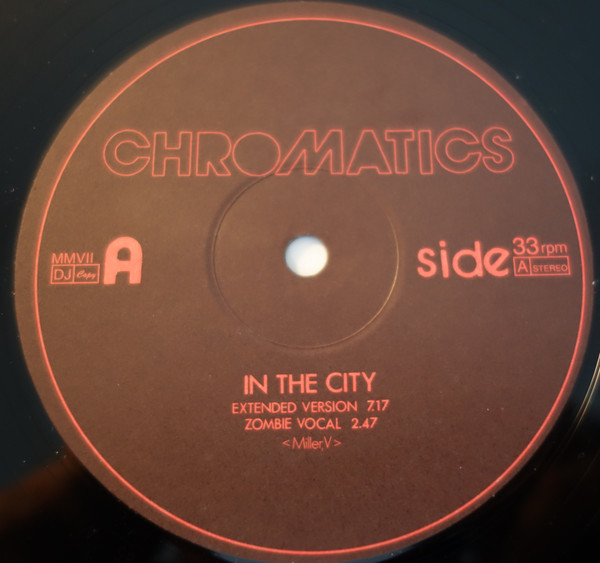 CHROMATICS
MMVII
DJ Copy
A
side
33 rpm
A STEREO
IN THE CITY
EXTENDED VERSION 7.17
ZOMBIE VOCAL 2.47
<Miller,V>